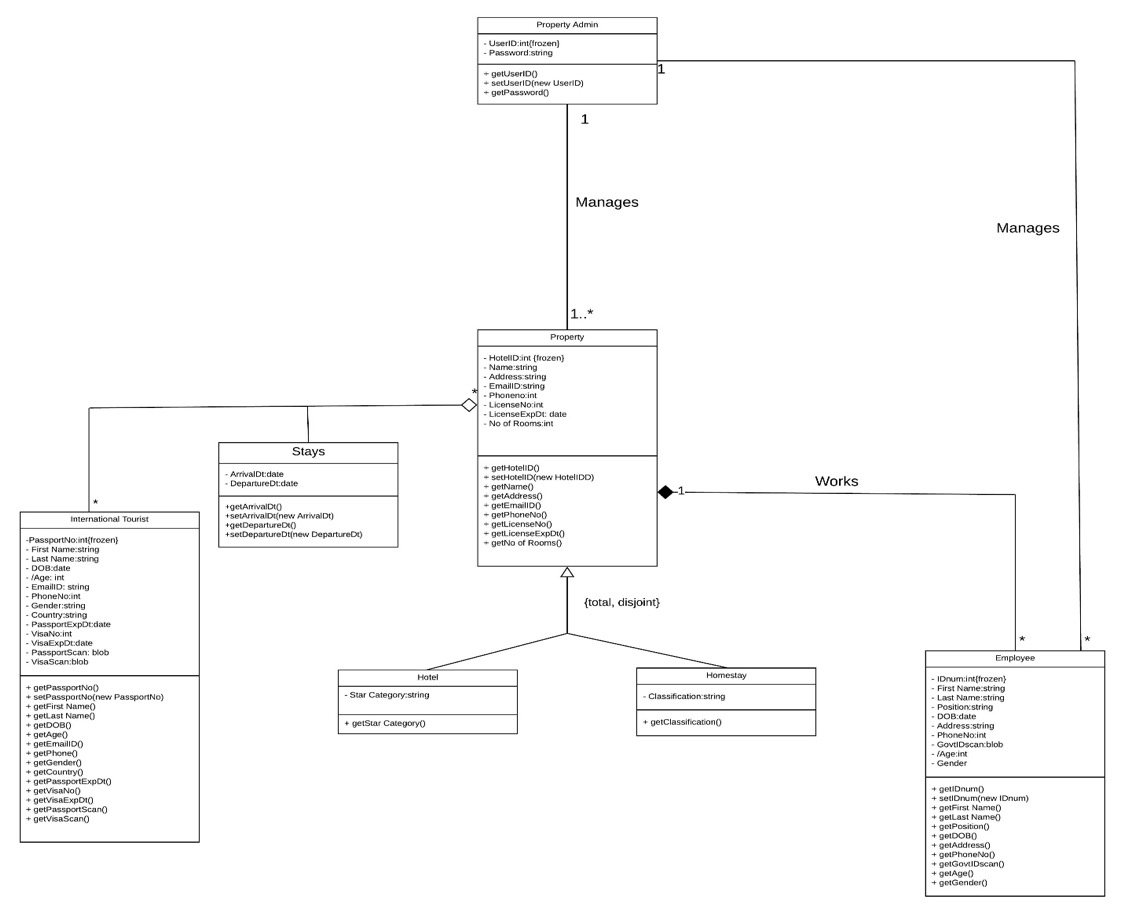 Property Admin
- UserID:int{frozen}
- Password:string
+ getUserID()
+ setUserID(new UserID)
+ getPassword()
1
1
Manages
Manages
1..*
Property
- HotelID:int {frozen}
- Name:string
- Address:string
- EmailID:string
- Phoneno:int
- LicenseNo:int
- LicenseExpDt: date
- No of Rooms:int
+ getHotelID()
+ setHotelID(new HotelIDD)
+ getName()
+ getAddress()
+ getEmailID()
+ getPhoneNo()
+ getLicenseNo()
+ getLicenseExpDt()
+ getNo of Rooms()
*
Stays
- ArrivalDt:date
- DepartureDt:date
+getArrivalDt()
+setArrivalDt(new ArrivalDt)
+getDepartureDt()
+setDepartureDt(new DepartureDt)
*
International Tourist
-PassportNo:int{frozen}
- First Name:string
- Last Name:string
- DOB:date
- /Age: int
- EmailID: string
- PhoneNo:int
- Gender:string
- Country:string
- PassportExpDt:date
- VisaNo:int
- VisaExpDt:date
- PassportScan: blob
- VisaScan:blob
+ getPassportNo()
+ setPassportNo(new PassportNo)
+ getFirst Name()
+ getLast Name()
+ getDOB()
+ getAge()
+ getEmailID()
+ getPhone()
+ getGender()
+ getCountry()
+ getPassportExpDt()
+ getVisaNo()
+ getVisaExpDt()
+ getPassportScan()
+ getVisaScan()
1
Works
{total, disjoint}
Hotel
- Star Category:string
+ getStar Category()
Homestay
- Classification:string
+ getClassification()
*
*
Employee
- IDnum:int{frozen}
- First Name:string
- Last Name:string
- Position:string
- DOB:date
- Address:string
- PhoneNo:int
- GovtIDscan:blob
- /Age:int
- Gender
+ getIDnum()
+ setIDnum(new IDnum)
+ getFirst Name()
+ getLast Name()
+ getPosition()
+ getDOB()
+ getAddress()
+ getPhoneNo()
+ getGovtIDscan()
+ getAge()
+ getGender()